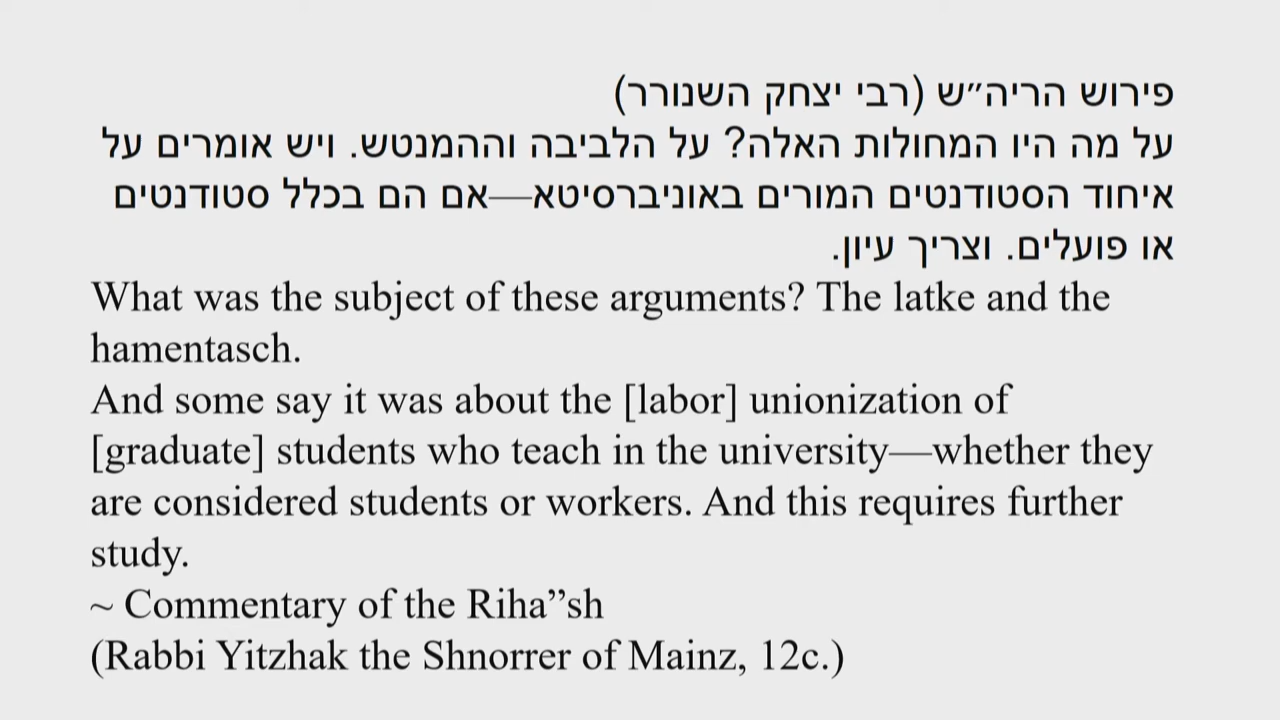 פירוש הריה״ש (רבי יצחק השנורר)
על מה היו המחולות האלה? על הלביבה וההמנטש. ויש אומרים על
איחוד הסטודנטים המורים באוניברסיטא—אם הם בכלל סטודנטים
או פועלים. וצריך עיון.
What was the subject of these arguments? The latke and the
hamentasch.
And some say it was about the [labor] unionization of
[graduate] students who teach in the university—whether they
are considered students or workers. And this requires further
study.
~ Commentary of the Riha”sh
(Rabbi Yitzhak the Shnorrer of Mainz, 12c.)